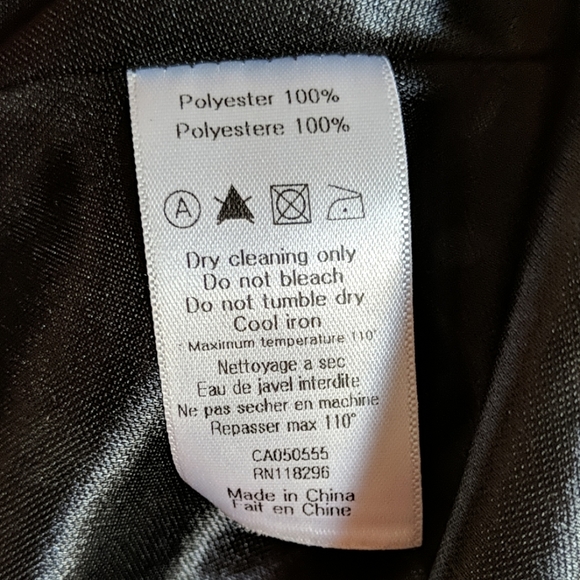 Polyester 100%
Polyestere 100%
A
Dry cleaning only
Do not bleach
Do not tumble dry
Cool iron
Maximum temperature 110°
Nettoyage a sec
Eau de javel interdite
Ne pas secher en machine
Repasser max 110°
CA050555
RN118296
Made in China
Fait en Chine